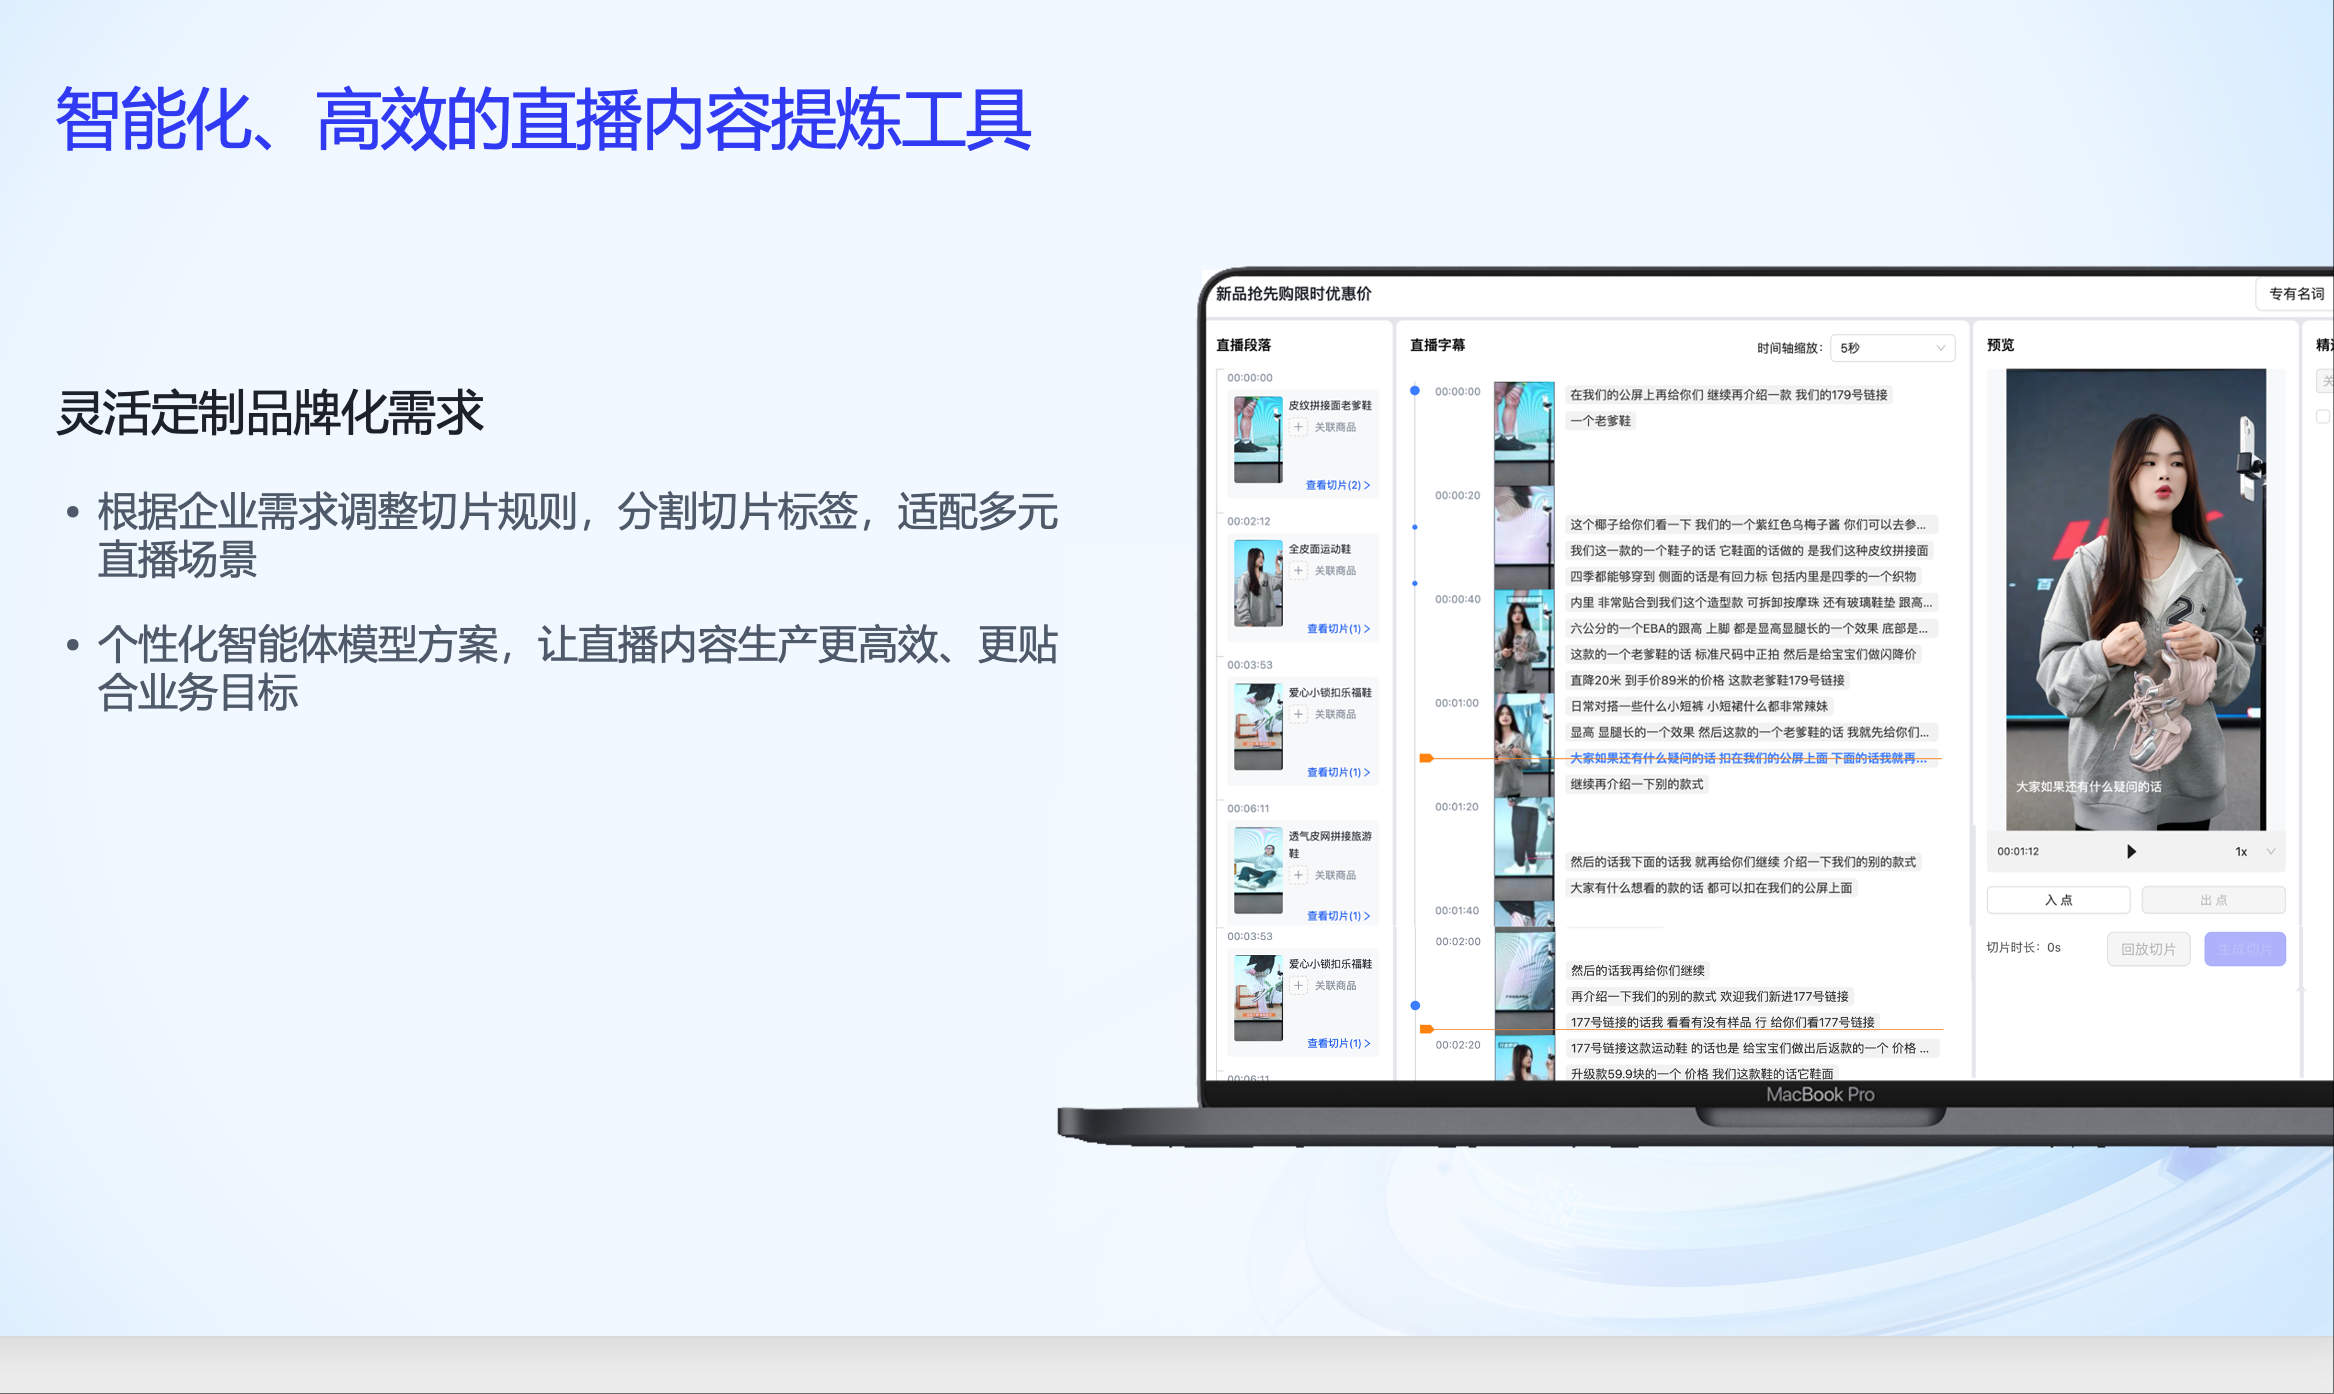 智能化、高效的直播内容提炼工具
灵活定制品牌化需求
• 根据企业需求调整切片规则，分割切片标签，适配多元
直播场景
• 个性化智能体模型方案，让直播内容生产更高效、更贴
合业务目标
新品抢先购限时优惠价
专有名词
直播段落
00:00:00
皮纹拼接面老爹鞋
+ 关联商品
查看切片(2) >
00:02:12
全皮面运动鞋
+ 关联商品
查看切片(1) >
00:03:53
爱心小锁扣乐福鞋
+ 关联商品
查看切片(1) >
00:06:11
透气皮网拼接旅游
鞋
+ 关联商品
查看切片(1) >
00:03:53
爱心小锁扣乐福鞋
+ 关联商品
查看切片(1) >
00:06:11
直播字幕
时间轴缩放： 5秒
00:00:00
在我们的公屏上再给你们 继续再介绍一款 我们的179号链接
一个老爹鞋
00:00:20
这个椰子给你们看一下 我们的一个紫红色乌梅子酱 你们可以去参...
我们这一款的一个鞋子的话 它鞋面的话做的 是我们这种皮纹拼接面
四季都能够穿到 侧面的话是有回力标 包括内里是四季的一个织物
00:00:40
内里 非常贴合到我们这个造型款 可拆卸按摩珠 还有玻璃鞋垫 跟高...
六公分的一个EBA的跟高 上脚 都是显高显腿长的一个效果 底部是...
这款的一个老爹鞋的话 标准尺码中正拍 然后是给宝宝们做闪降价
直降20米 到手价89米的价格 这款老爹鞋179号链接
00:01:00
日常对搭一些什么小短裤 小短裙什么都非常辣妹
显高 显腿长的一个效果 然后这款的一个老爹鞋的话 我就先给你们...
大家如果还有什么疑问的话 扣在我们的公屏上面 下面的话我就再...
继续再介绍一下别的款式
00:01:20
然后的话我下面的话我 就再给你们继续 介绍一下我们的别的款式
大家有什么想看的款的话 都可以扣在我们的公屏上面
00:01:40
00:02:00
然后的话我再给你们继续
再介绍一下我们的别的款式 欢迎我们新进177号链接
177号链接的话我 看看有没有样品 行 给你们看177号链接
00:02:20
177号链接这款运动鞋 的话也是 给宝宝们做出后返款的一个 价格 ...
升级款59.9块的一个 价格 我们这款鞋的话它鞋面
预览
大家如果还有什么疑问的话
00:01:12
1x
入点
出点
切片时长： 0s
回放切片
生成切片
MacBook Pro